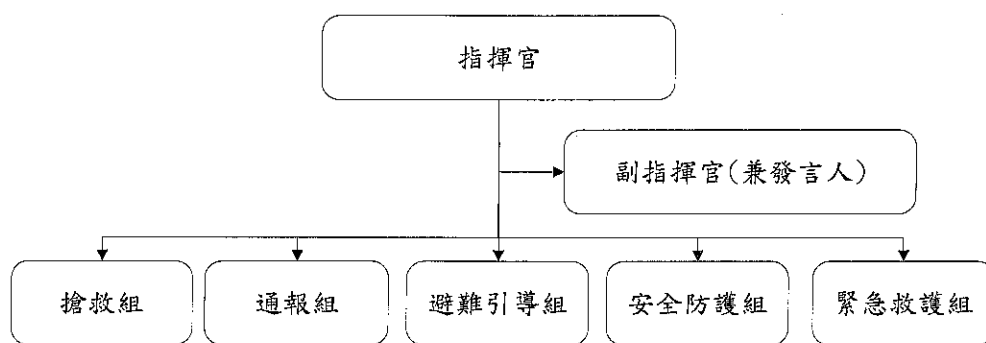 指揮官
副指揮官(兼發言人)
搶救組
通報組
避難引導組
安全防護組
緊急救護組